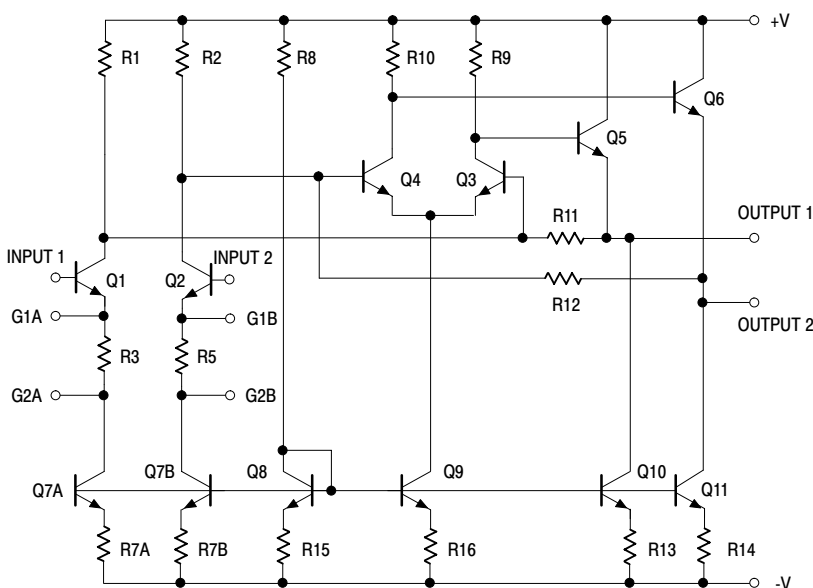 +V
R1
R2
R8
R10
R9
Q6
Q5
Q4
Q3
R11
OUTPUT 1
INPUT 1
INPUT 2
Q1
Q2
R12
G1A
G1B
OUTPUT 2
R3
R5
G2A
G2B
Q7A
Q7B
Q8
Q9
Q10
Q11
R7A
R7B
R15
R16
R13
R14
-V